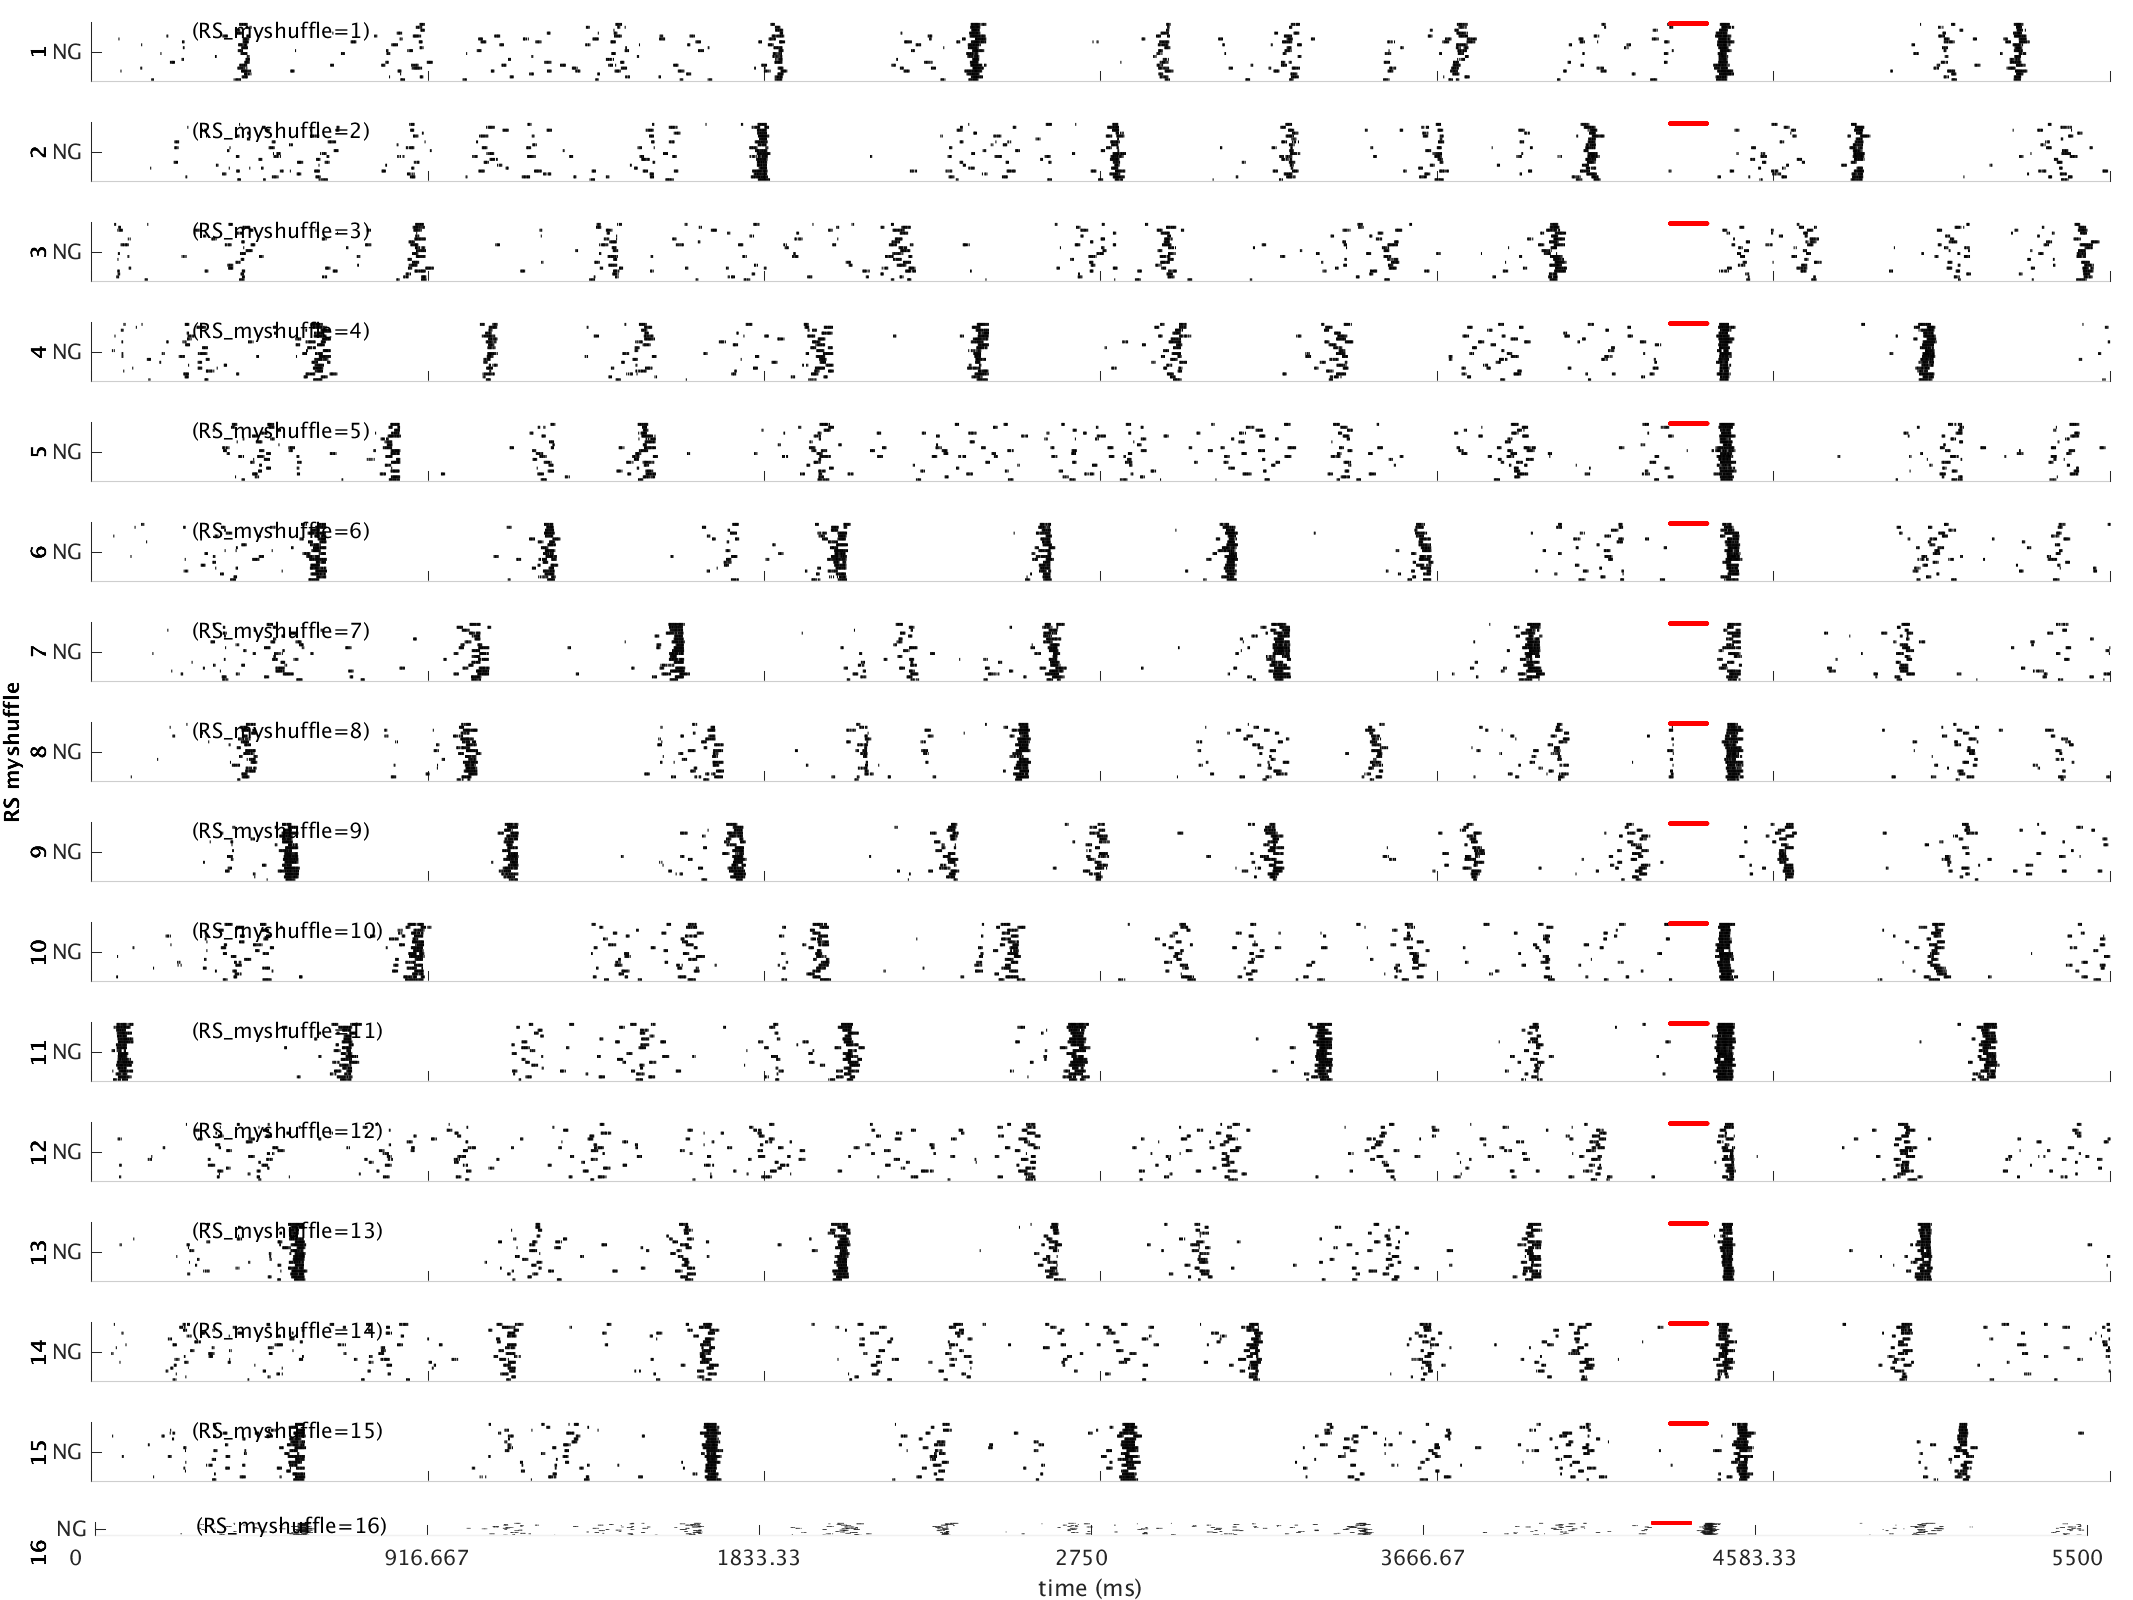 (RS_myshuffle=1)
1 NG
(RS_myshuffle=2)
2 NG
(RS_myshuffle=3)
3 NG
(RS_myshuffle=4)
4 NG
(RS_myshuffle=5)
5 NG
(RS_myshuffle=6)
6 NG
(RS_myshuffle=7)
7 NG
(RS_myshuffle=8)
8 NG
RS myshuffle
(RS_myshuffle=9)
9 NG
(RS_myshuffle=10)
10 NG
(RS_myshuffle=11)
11 NG
(RS_myshuffle=12)
12 NG
(RS_myshuffle=13)
13 NG
(RS_myshuffle=14)
14 NG
(RS_myshuffle=15)
15 NG
(RS_myshuffle=16)
16 NG
0 916.667 1833.33 2750 3666.67 4583.33 5500
time (ms)